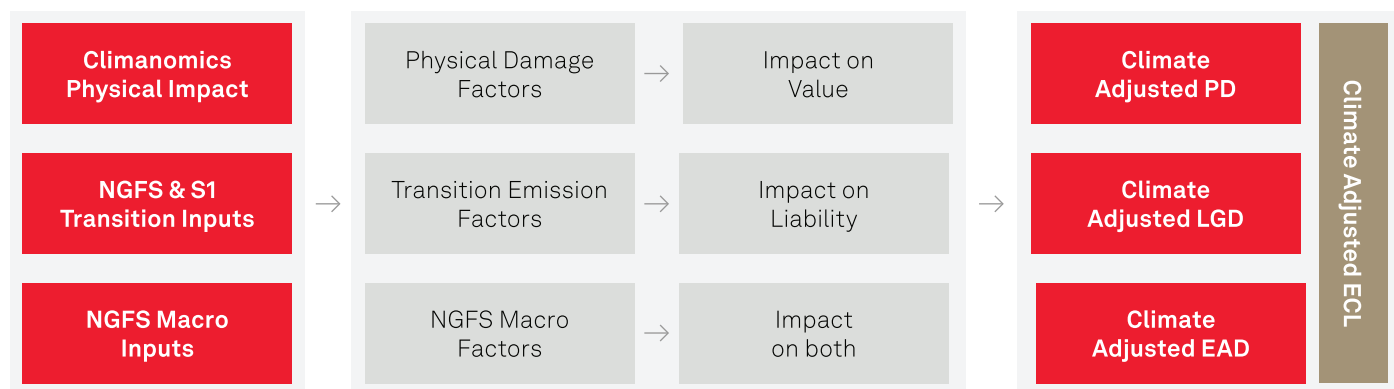 Climanomics
Physical Impact
Physical Damage
Factors
Impact on
Value
Climate
Adjusted PD
NGFS & S1
Transition Inputs
Transition Emission
Factors
Impact on
Liability
Climate
Adjusted LGD
NGFS Macro
Inputs
NGFS Macro
Factors
Impact
on both
Climate
Adjusted EAD
Climate Adjusted ECL